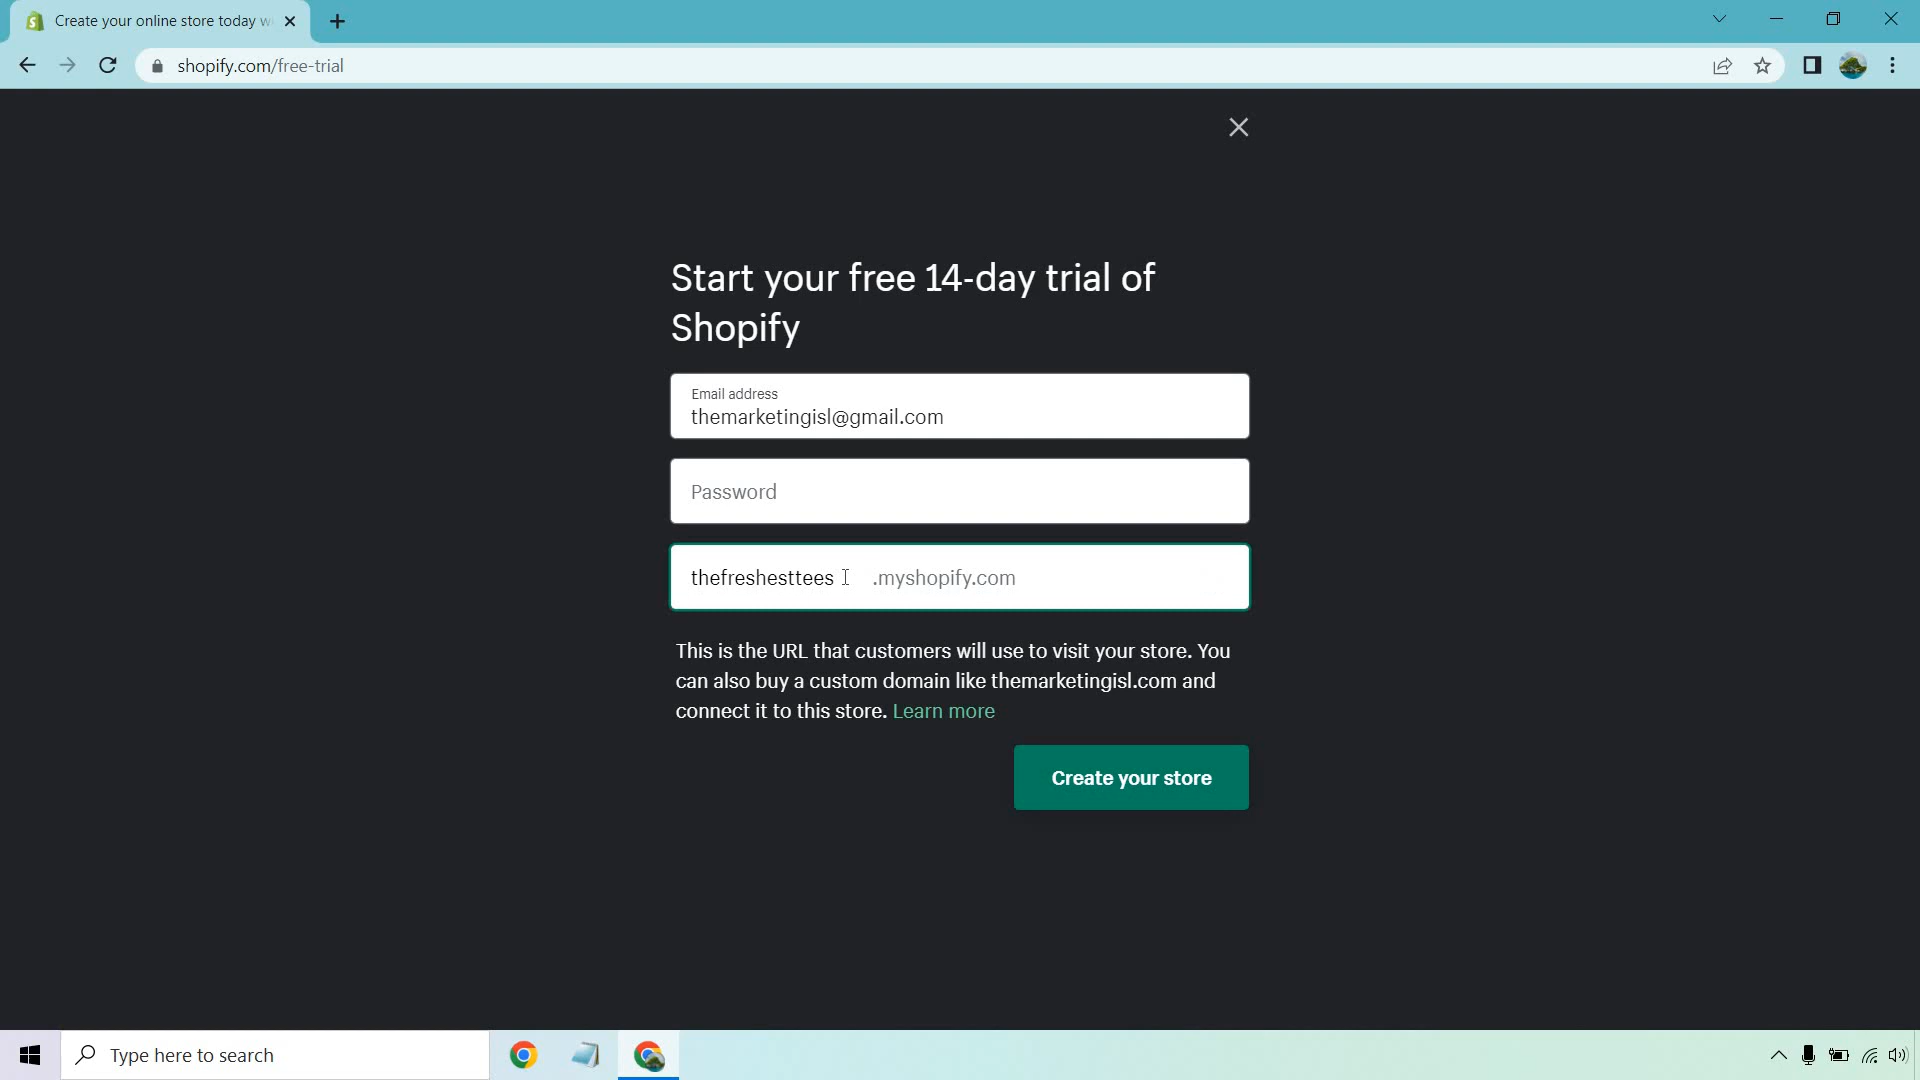 Create your online store today w
shopify.com/free-trial
Start your free 14-day trial of
Shopify
Email address
themarketingisl@gmail.com
Password
thefreshesttees .myshopify.com
This is the URL that customers will use to visit your store. You
can also buy a custom domain like themarketingisl.com and
connect it to this store. Learn more
Create your store
Type here to search